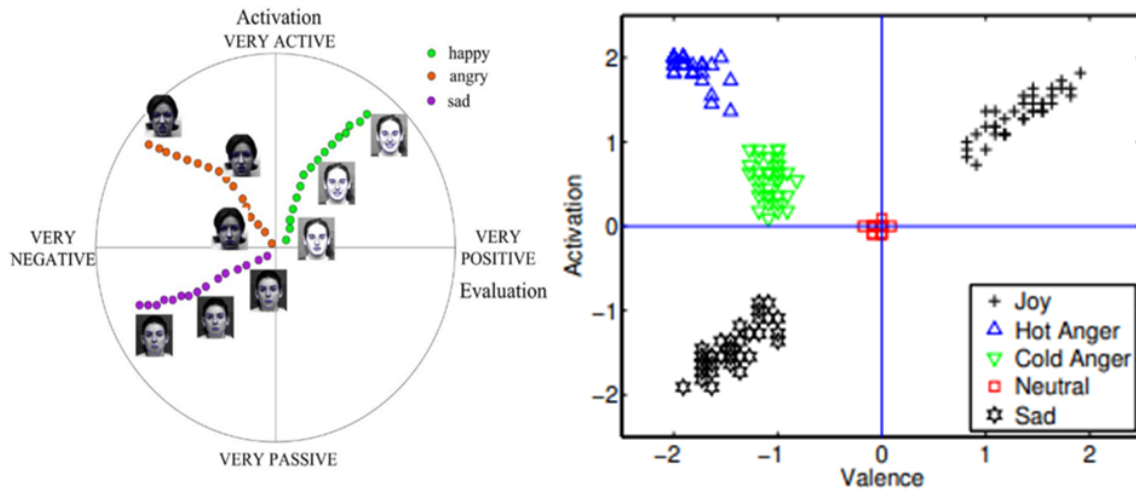 Activation
VERY ACTIVE
happy
angry
sad
VERY
NEGATIVE
VERY
POSITIVE
Evaluation
VERY PASSIVE
Activation
2
1
0
−1
−2
−2
−1
0
1
2
Valence
Joy
Hot Anger
Cold Anger
Neutral
Sad